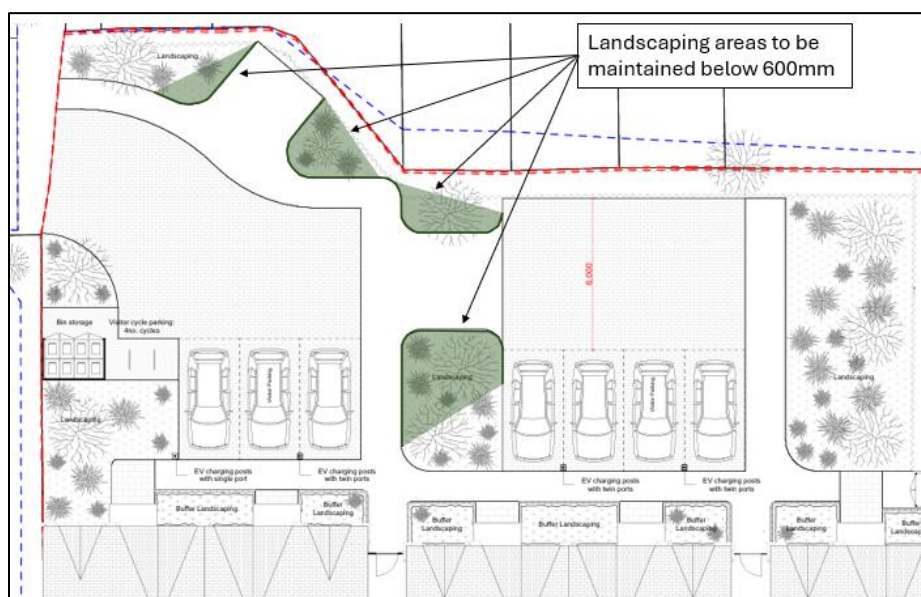 Landscaping areas to be
maintained below 600mm
Landscaping
6.000
Bin storage
Visitor cycle parking:
4no. cycles
Visitor Parking
Visitor Parking
Landscaping
Landscaping
Landscaping
EV charging posts
with single port
EV charging posts
with twin ports
EV charging posts
with twin ports
EV charging posts
with twin ports
Buffer Landscaping
Buffer
Landscaping
Buffer
Landscaping
Buffer Landscaping
Buffer
Landscaping
Buffer
Landscaping
Buffer
Landscaping